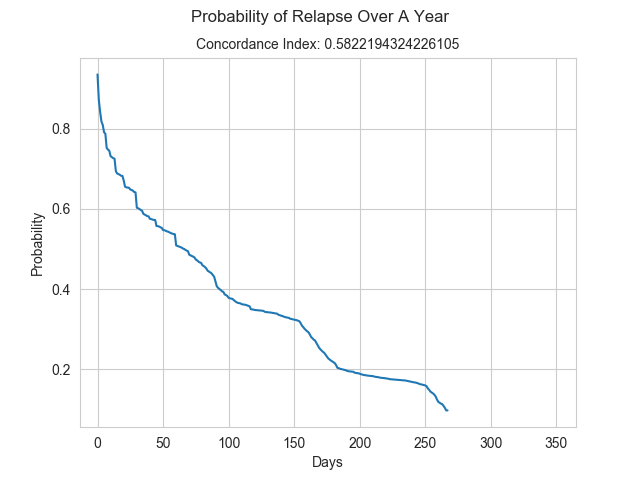 Probability of Relapse Over A Year
Concordance Index: 0.5822194324226105
Probability
0.8
0.6
0.4
0.2
0 50 100 150 200 250 300 350
Days